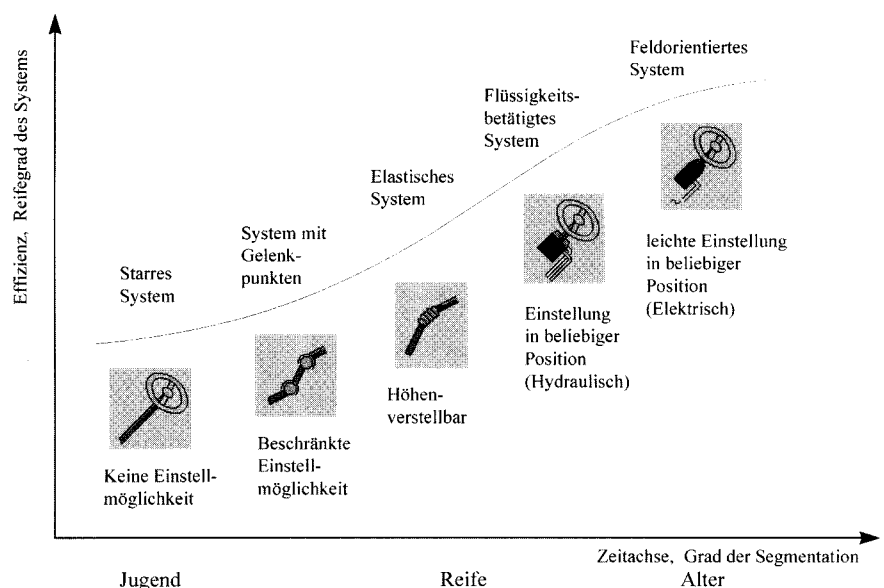 Effizienz, Reifegrad des Systems
Starres
System
Keine Einstell-
möglichkeit
System mit
Gelenk-
punkten
Beschränkte
Einstell-
möglichkeit
Elastisches
System
Höhen-
verstellbar
Flüssigkeits-
betätigtes
System
Einstellung
in beliebiger
Position
(Hydraulisch)
Feldorientiertes
System
leichte Einstellung
in beliebiger
Position
(Elektrisch)
Zeitachse, Grad der Segmentation
Jugend
Reife
Alter